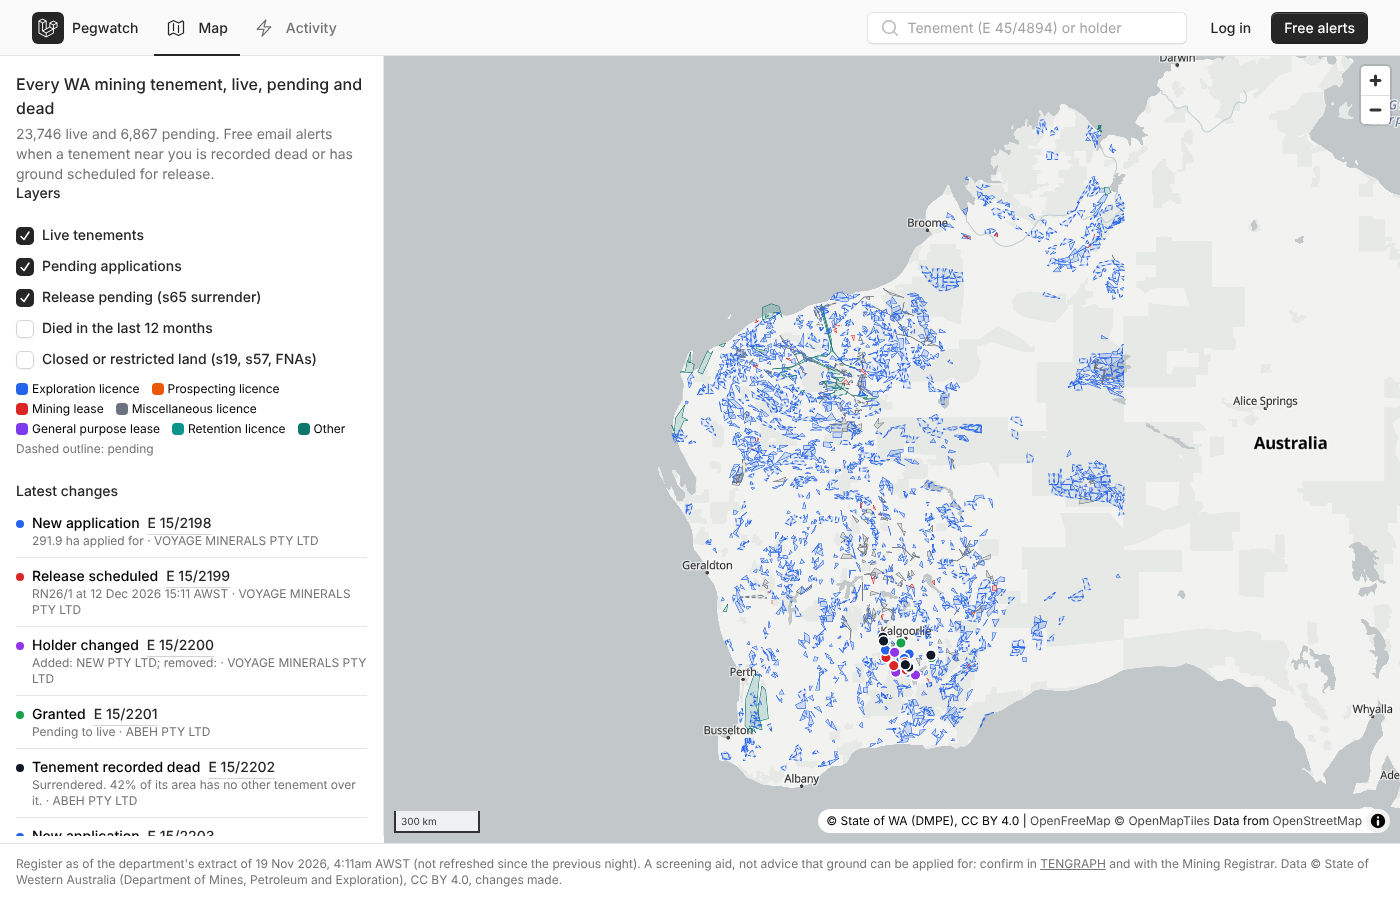 Pegwatch
Map
Activity
Tenement (E 45/4894) or holder
Log in
Free alerts
Every WA mining tenement, live, pending and
dead
23,746 live and 6,867 pending. Free email alerts
when a tenement near you is recorded dead or has
ground scheduled for release.
Layers
Live tenements
Pending applications
Release pending (s65 surrender)
Died in the last 12 months
Closed or restricted land (s19, s57, FNAs)
Exploration licence Prospecting licence
Mining lease Miscellaneous licence
General purpose lease Retention licence Other
Dashed outline: pending
Latest changes
New application E 15/2198
291.9 ha applied for · VOYAGE MINERALS PTY LTD
Release scheduled E 15/2199
RN26/1 at 12 Dec 2026 15:11 AWST · VOYAGE MINERALS
PTY LTD
Holder changed E 15/2200
Added: NEW PTY LTD; removed: · VOYAGE MINERALS PTY
LTD
Granted E 15/2201
Pending to live · ABEH PTY LTD
Tenement recorded dead E 15/2202
Surrendered. 42% of its area has no other tenement over
it. · ABEH PTY LTD
New application E 15/2203
Darwin
Broome
Alice Springs
Australia
Geraldton
Kalgoorlie
Perth
Busselton
Albany
Whyalla
Ade
300 km
© State of WA (DMPE), CC BY 4.0 | OpenFreeMap © OpenMapTiles Data from OpenStreetMap
Register as of the department's extract of 19 Nov 2026, 4:11am AWST (not refreshed since the previous night). A screening aid, not advice that ground can be applied for: confirm in TENGRAPH and with the Mining Registrar. Data © State of
Western Australia (Department of Mines, Petroleum and Exploration), CC BY 4.0, changes made.